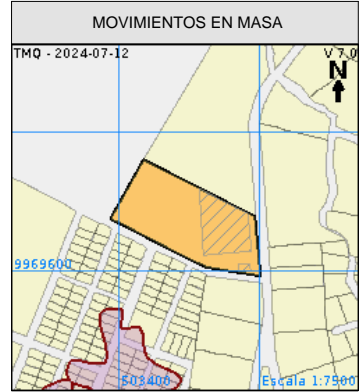 MOVIMIENTOS EN MASA
TMQ - 2024-07-12
V 7.0
N
9969600
503400
Escala 1:7500